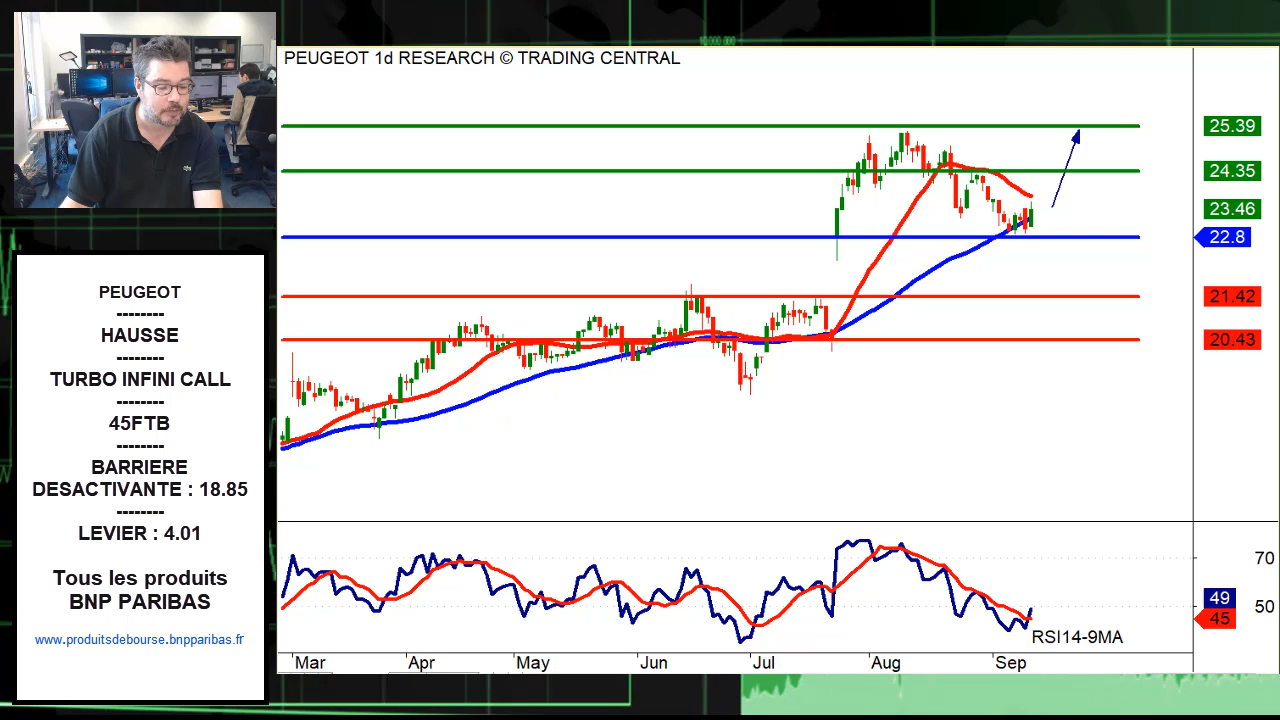 PEUGEOT 1d RESEARCH © TRADING CENTRAL
25.39
24.35
23.46
22.8
21.42
20.43
PEUGEOT
--------
HAUSSE
--------
TURBO INFINI CALL
--------
45FTB
--------
BARRIERE
DESACTIVANTE : 18.85
--------
LEVIER : 4.01
Tous les produits
BNP PARIBAS
www.produitsdebourse.bnpparibas.fr
70
49
50
45
RSI14-9MA
Mar Apr May Jun Jul Aug Sep